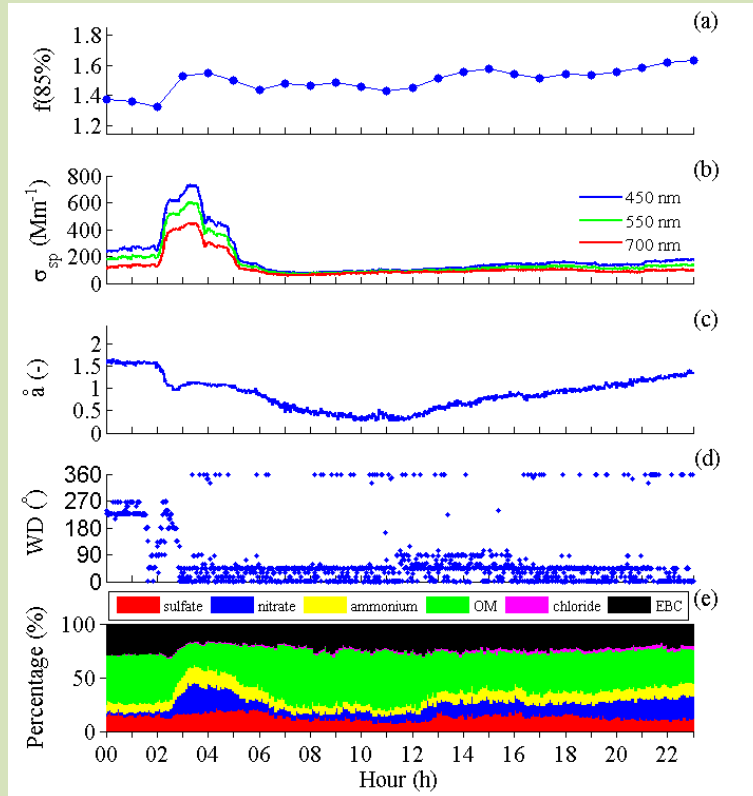 (a)
1.8
1.6
1.4
1.2
f(85%)
(b)
800
600
400
200
0
σsp (Mm-1)
450 nm
550 nm
700 nm
(c)
2
1.5
1
0.5
0
å (-)
(d)
360
270
180
90
0
WD (Å)
sulfate nitrate ammonium OM chloride EBC
(e)
100
50
0
Percentage (%)
00 02 04 06 08 10 12 14 16 18 20 22
Hour (h)